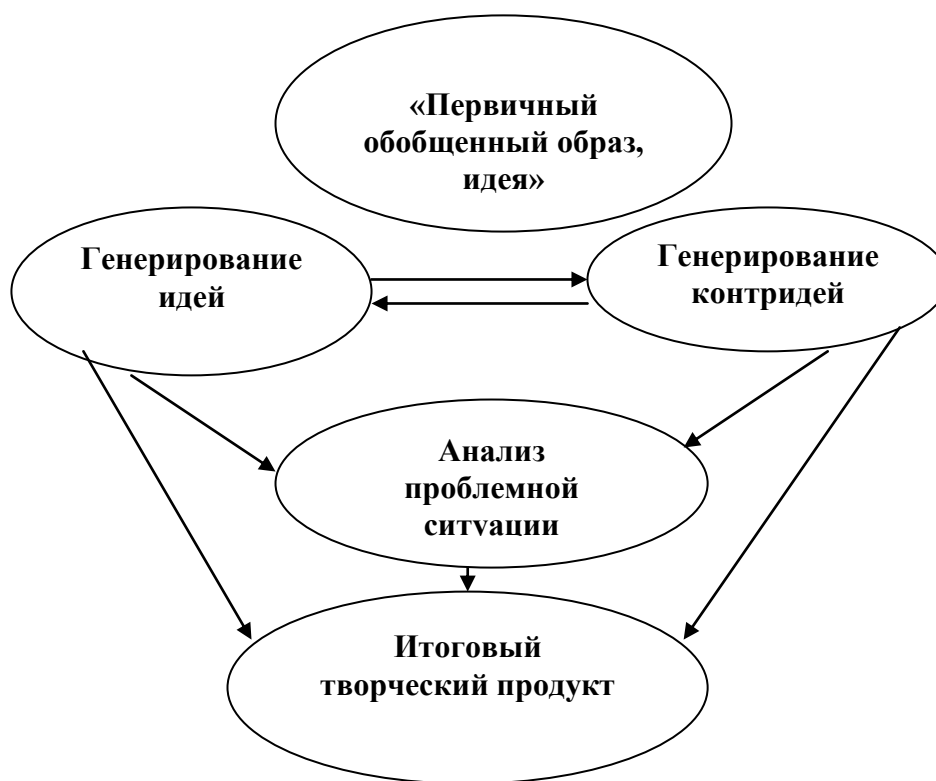 «Первичный
обобщенный образ,
идея»
Генерирование
идей
Генерирование
контридей
Анализ
проблемной
ситуации
Итоговый
творческий продукт